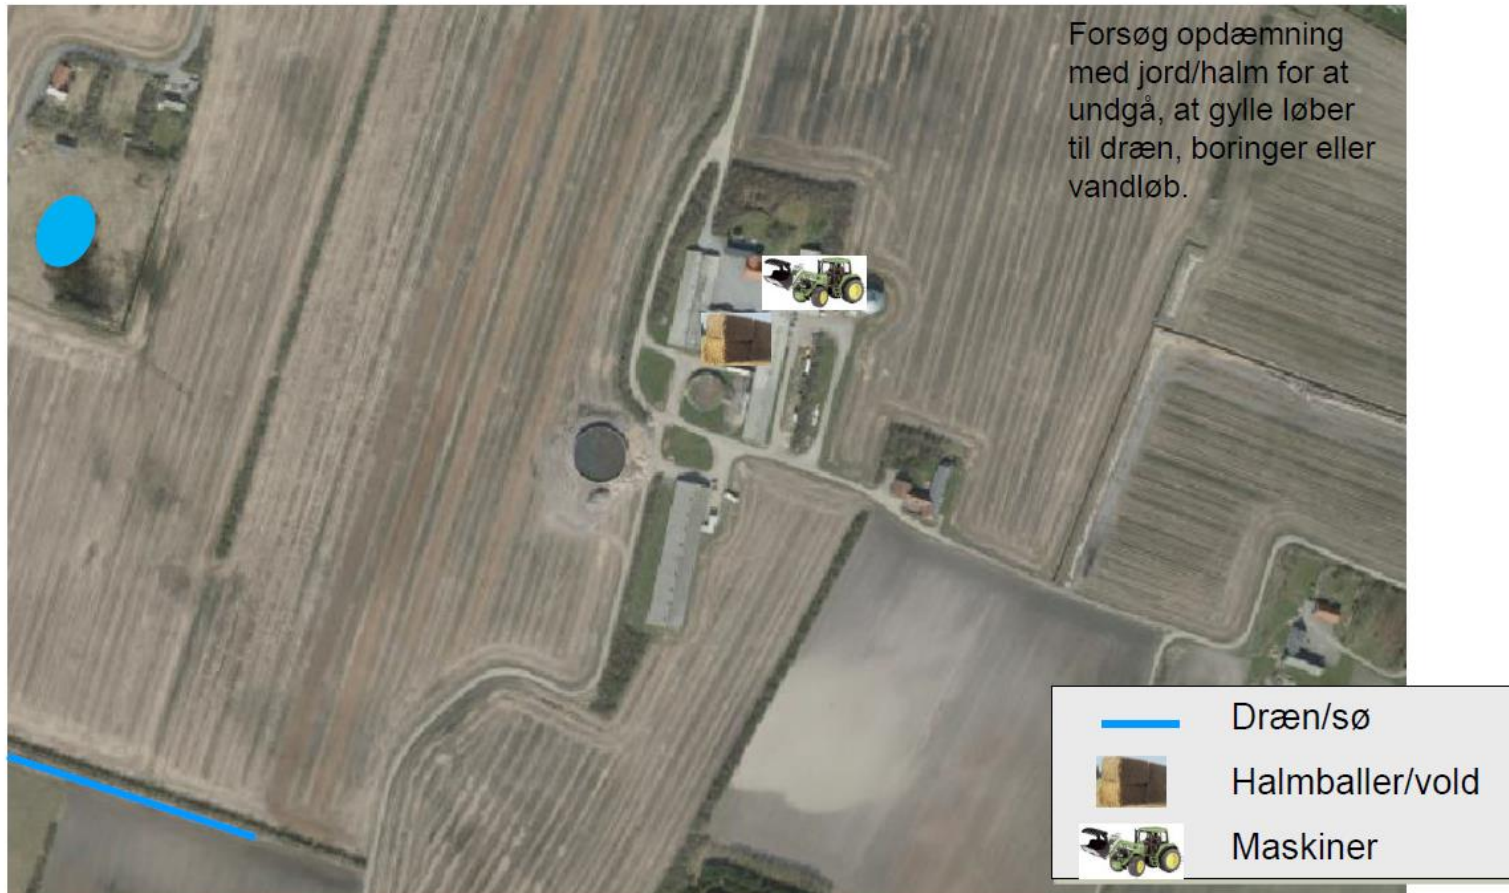 Forsøg opdæmning
med jord/halm for at
undgå, at gylle løber
til dræn, boringer eller
vandløb.
Dræn/sø
Halmballer/vold
Maskiner